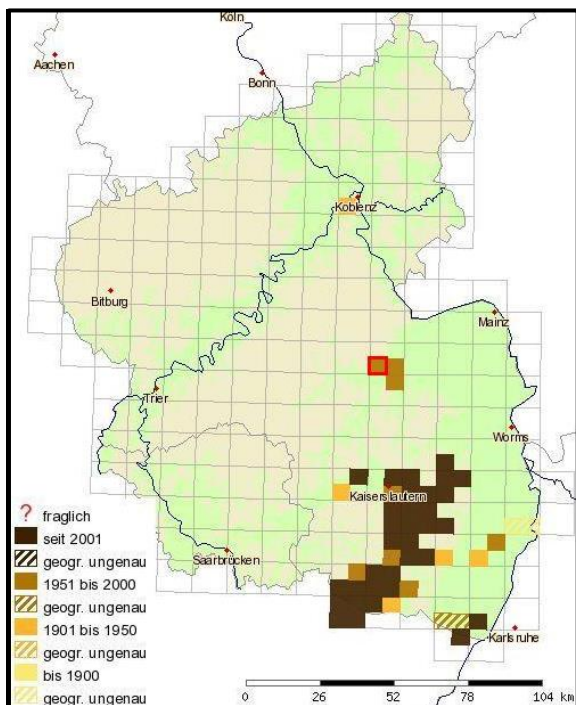 Köln
Aachen
Bonn
Koblenz
Bitburg
Mainz
Trier
Worms
Kaiserslautern
Saarbrücken
Karlsruhe
? fraglich
seit 2001
geogr. ungenau
1951 bis 2000
geogr. ungenau
1901 bis 1950
geogr. ungenau
bis 1900
geogr. ungenau
0 26 52 78 104 km